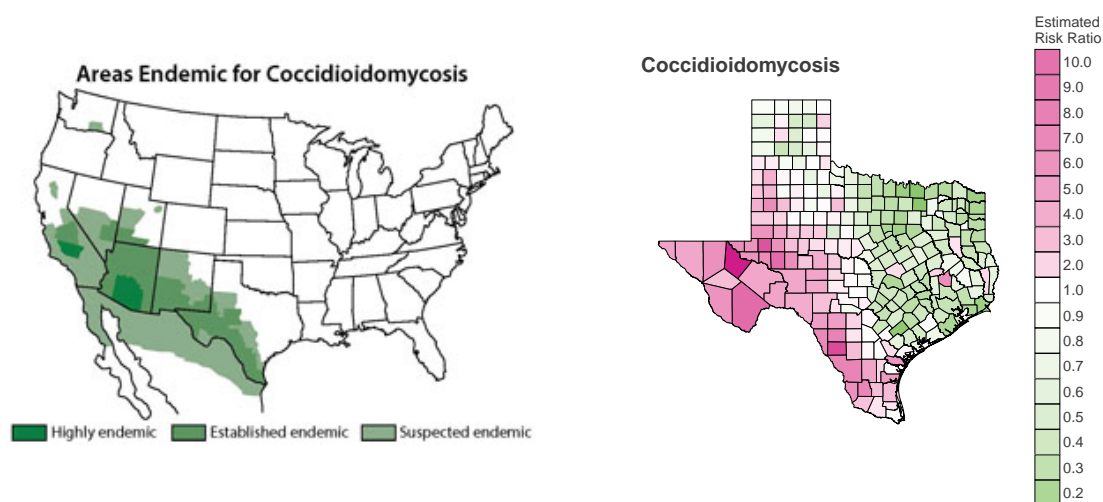 Areas Endemic for Coccidioidomycosis
Highly endemic
Established endemic
Suspected endemic
Coccidioidomycosis
Estimated
Risk Ratio
10.0
9.0
8.0
7.0
6.0
5.0
4.0
3.0
2.0
1.0
0.9
0.8
0.7
0.6
0.5
0.4
0.3
0.2